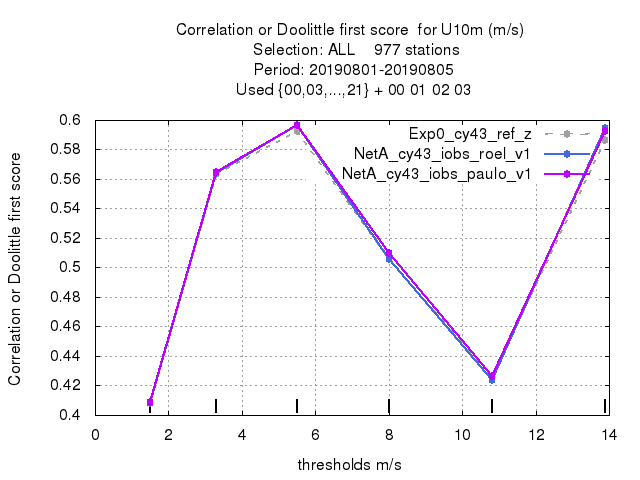 Correlation or Doolittle first score  for U10m (m/s)
Selection: ALL    977 stations
Period: 20190801-20190805
Used {00,03,...,21} + 00 01 02 03
Correlation or Doolittle first score
0.6
0.58
0.56
0.54
0.52
0.5
0.48
0.46
0.44
0.42
0.4
Exp0_cy43_ref_z
NetA_cy43_iobs_roel_v1
NetA_cy43_iobs_paulo_v1
0 2 4 6 8 10 12 14
thresholds m/s